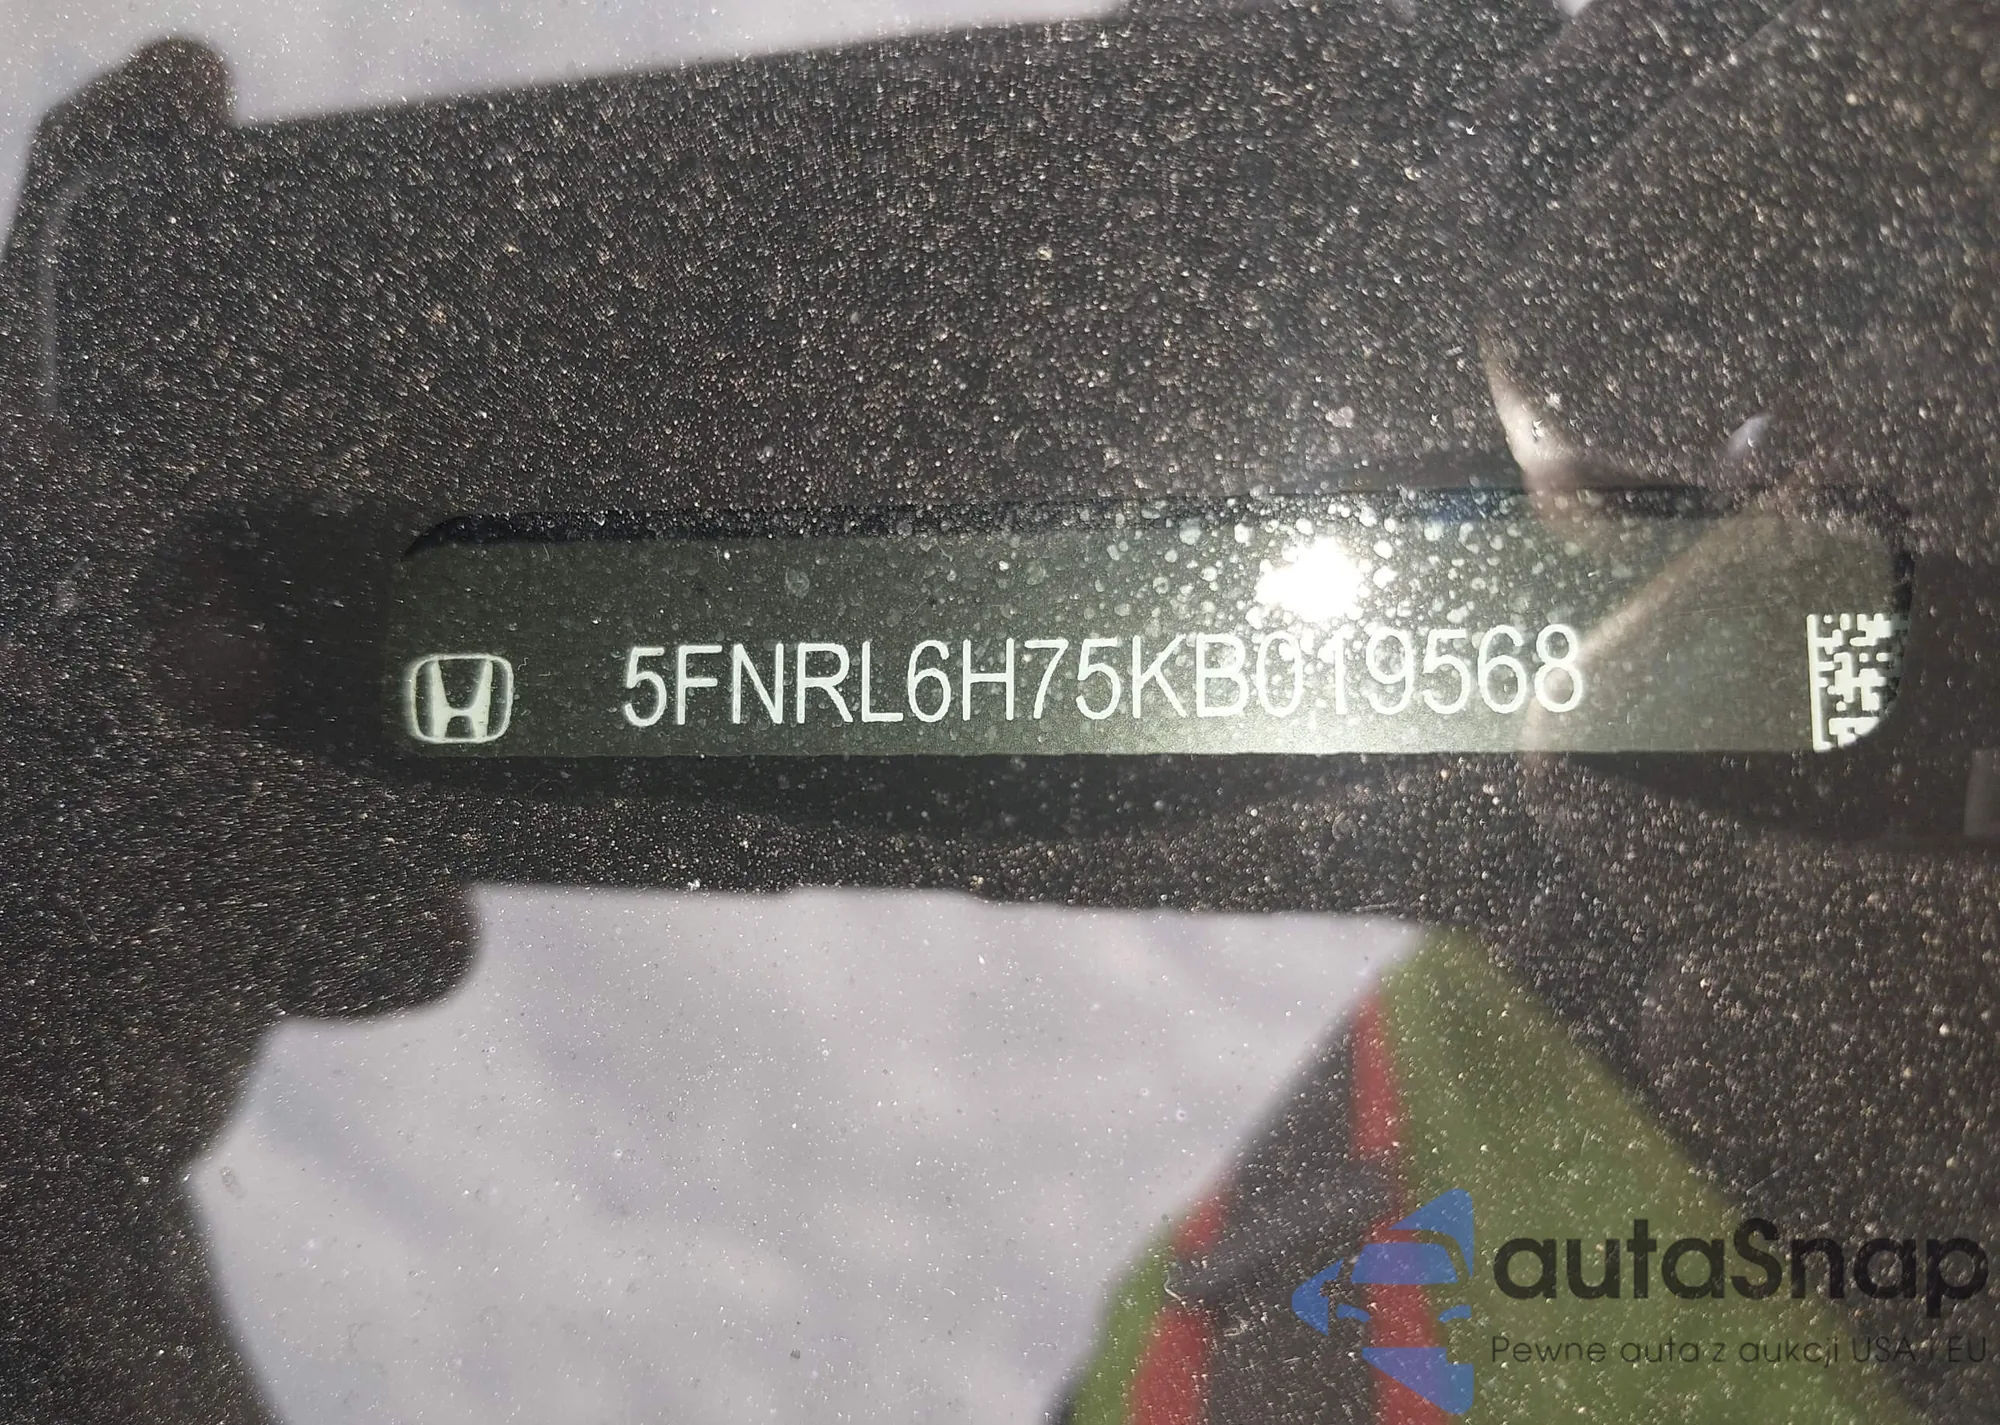 5FNRL6H75KB019568
autaSnap
Pewne auta z aukcji USA i EU